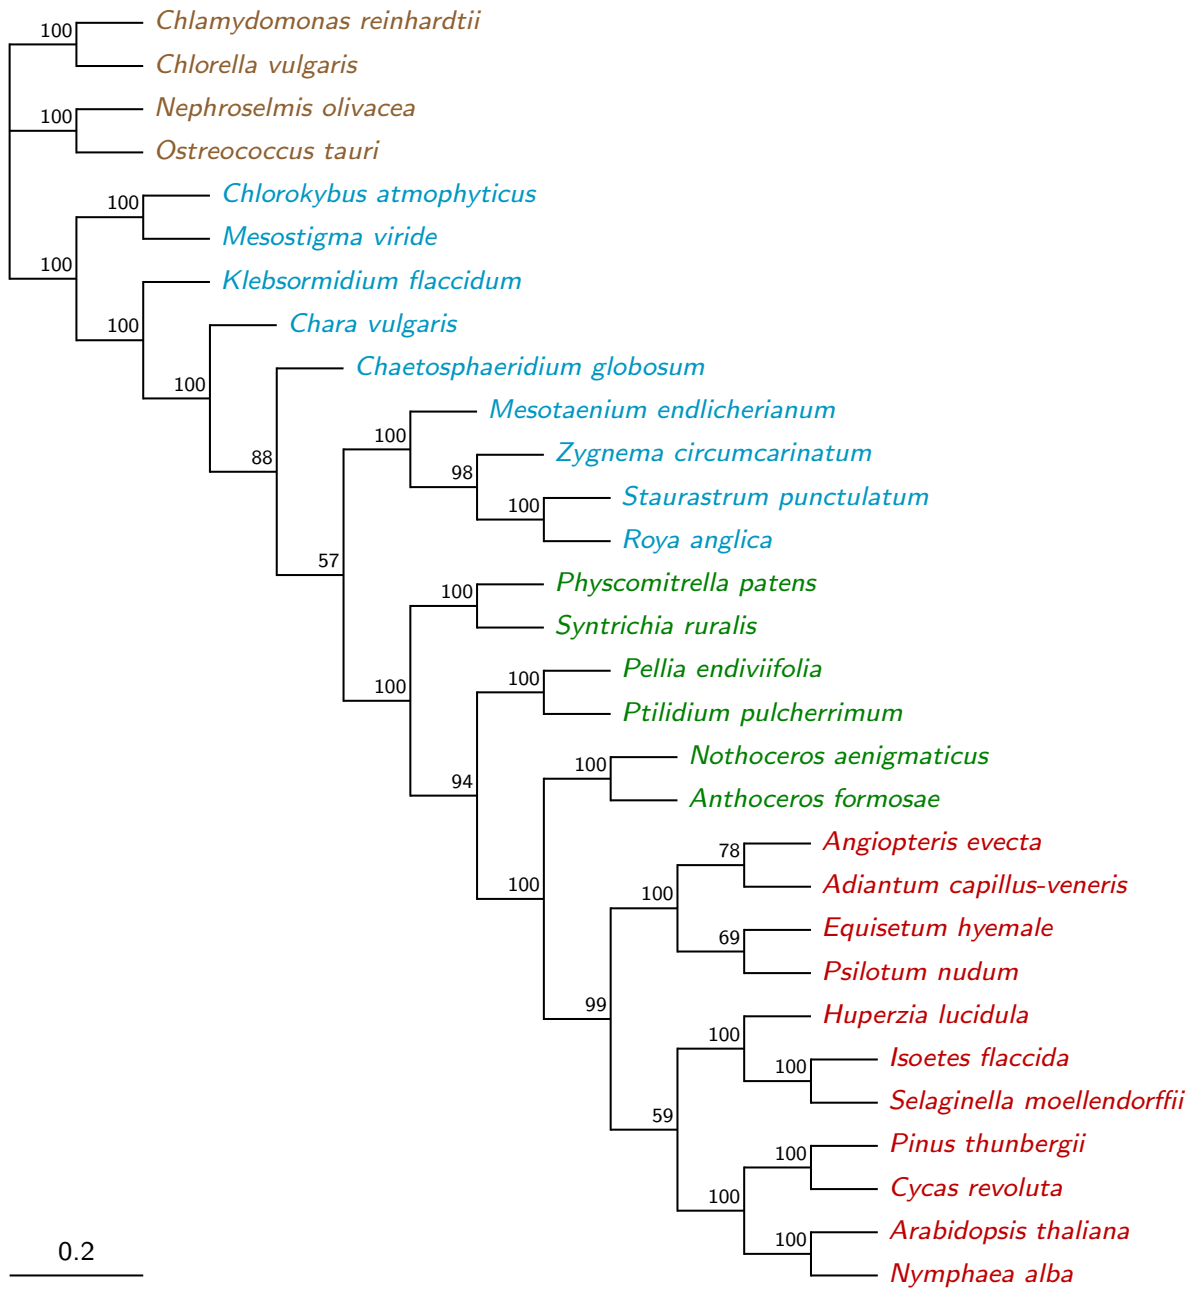 100 Chlamydomonas reinhardtii
Chlorella vulgaris
100 Nephroselmis olivacea
Ostreococcus tauri
100 Chlorokybus atmophyticus
Mesostigma viride
100
Klebsormidium flaccidum
100
Chara vulgaris
100
Chaetosphaeridium globosum
88
Mesotaenium endlicherianum
100
Zygnema circumcarinatum
98
Staurastrum punctulatum
100
Roya anglica
57
Physcomitrella patens
100
Syntrichia ruralis
100
Pellia endiviifolia
100
Ptilidium pulcherrimum
94
Nothoceros aenigmaticus
100
Anthoceros formosae
100
Angiopteris evecta
78
Adiantum capillus-veneris
100
Equisetum hyemale
69
Psilotum nudum
99
Huperzia lucidula
100
Isoetes flaccida
100
Selaginella moellendorffii
59
Pinus thunbergii
100
Cycas revoluta
100
Arabidopsis thaliana
100
Nymphaea alba
0.2